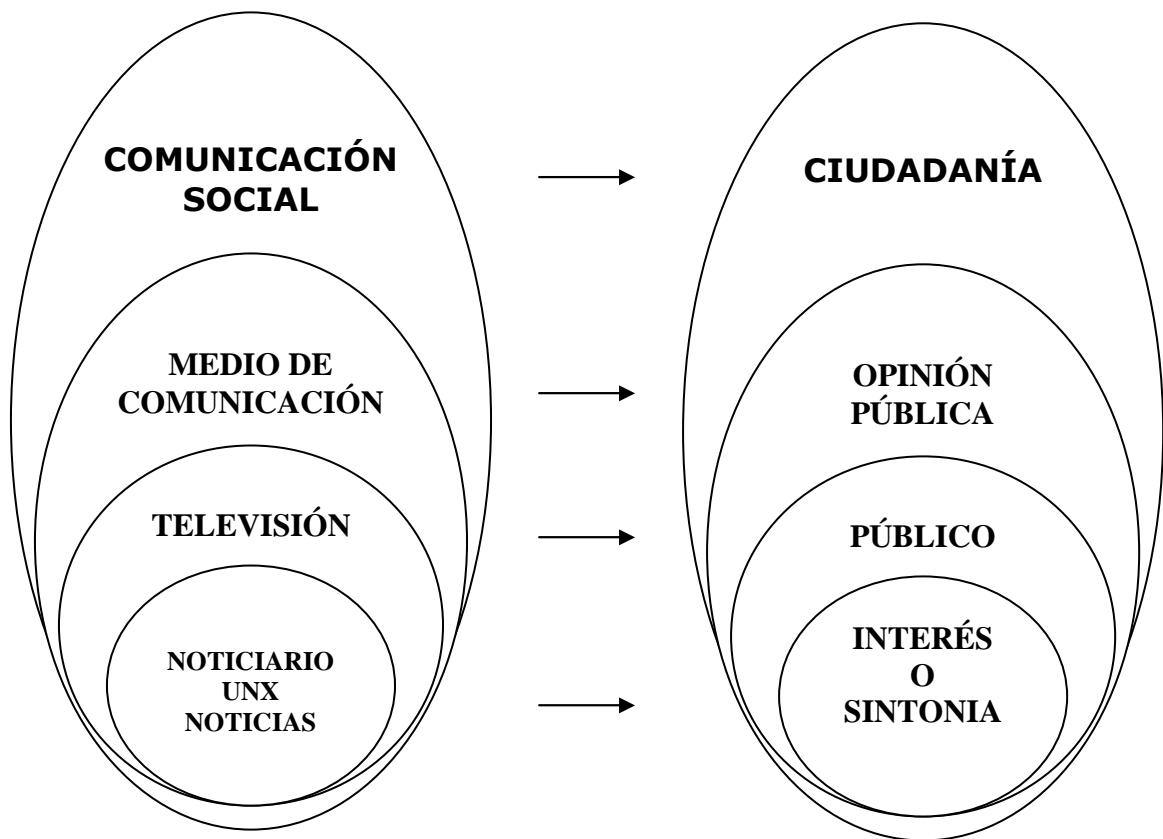 COMUNICACIÓN
SOCIAL
CIUDADANÍA
MEDIO DE
COMUNICACIÓN
OPINIÓN
PÚBLICA
TELEVISIÓN
PÚBLICO
NOTICIARIO
UNX
NOTICIAS
INTERÉS
O
SINTONIA